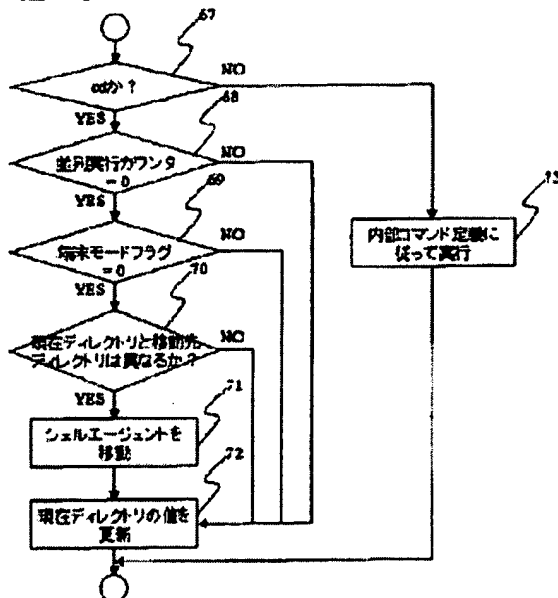 67
cdか？
NO
68
YES
並列実行カウンタ
= 0
NO
69
YES
端末モードフラグ
= 0
NO
70
YES
現在ディレクトリと移動先
ディレクトリは異なるか？
NO
YES
71
シェルエージェントを
移動
72
現在ディレクトリの値を
更新
73
内部コマンド定義に
従って実行